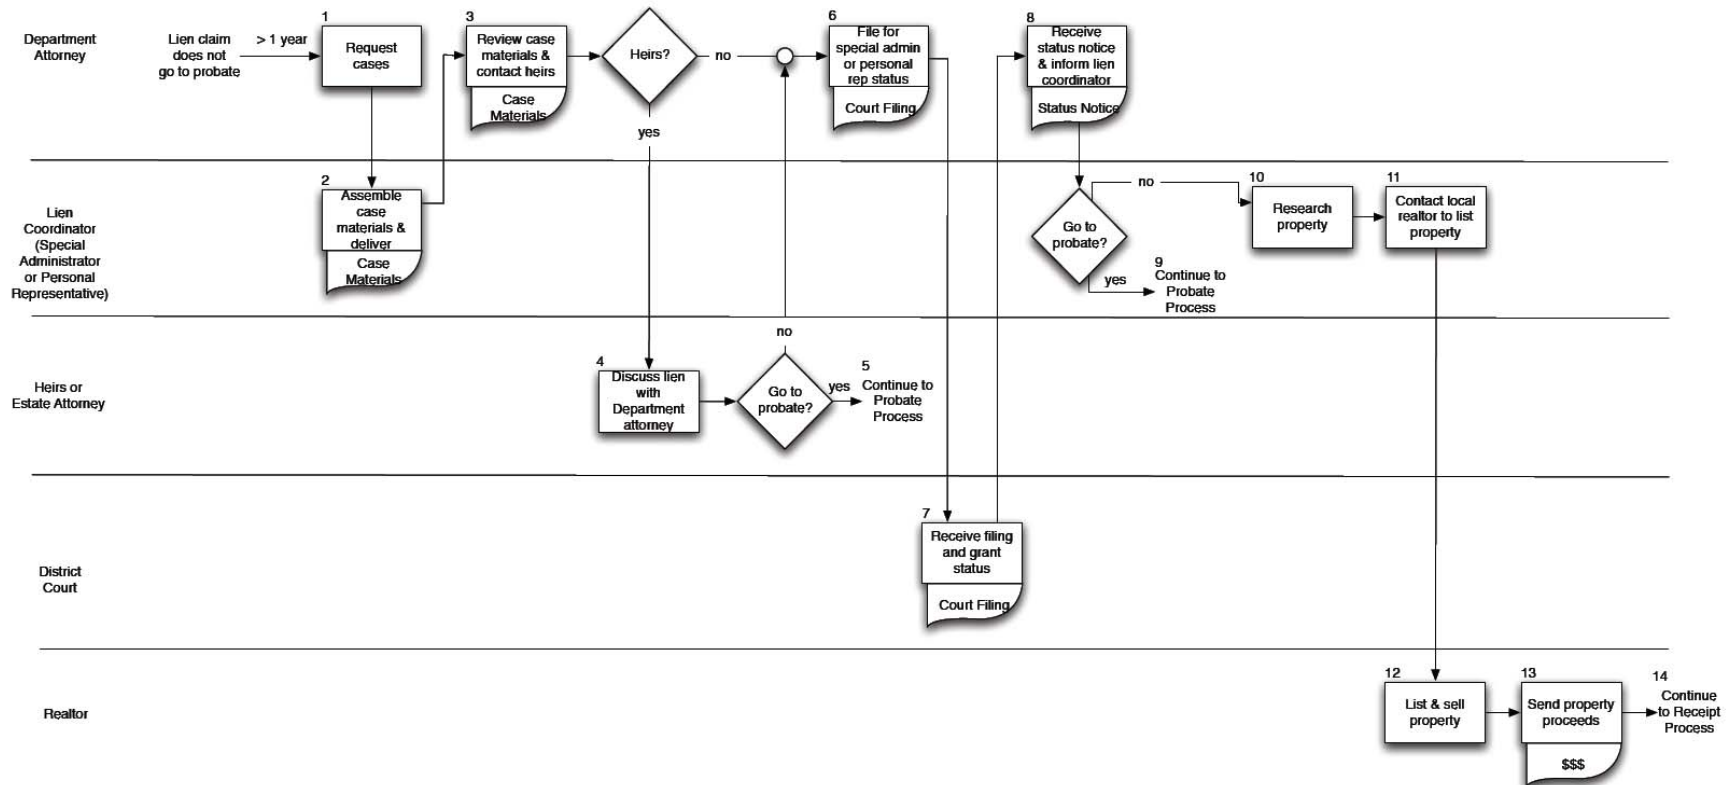 Department
Attorney
Lien claim
does not
go to probate
> 1 year
1
Request
cases
3
Review case
materials &
contact heirs
Case
Materials
Heirs?
no
yes
6
File for
special admin
or personal
rep status
Court Filing
8
Receive
status notice
& inform lien
coordinator
Status Notice
Lien
Coordinator
(Special
Administrator
or Personal
Representative)
2
Assemble
case
materials &
deliver
Case
Materials
Go to
probate?
no
yes
9
Continue to
Probate
Process
10
Research
property
11
Contact local
realtor to list
property
Heirs or
Estate Attorney
4
Discuss lien
with
Department
attorney
no
Go to
probate?
yes
5
Continue to
Probate
Process
District
Court
7
Receive filing
and grant
status
Court Filing
Realtor
12
List & sell
property
13
Send property
proceeds
$$$
14
Continue
to Receipt
Process